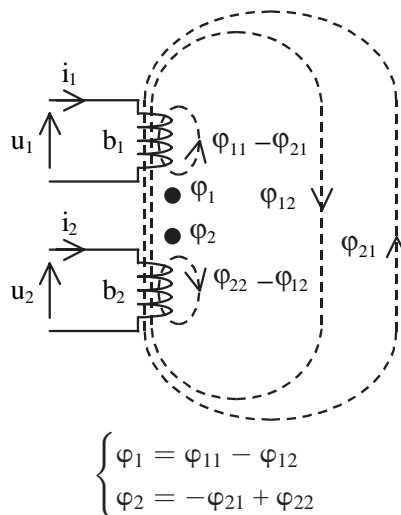 i₁
u₁
b₁
φ₁₁ – φ₂₁
φ₁
φ₁₂
i₂
φ₂
φ₂₁
u₂
b₂
φ₂₂ – φ₁₂
φ₁ = φ₁₁ − φ₁₂
φ₂ = −φ₂₁ + φ₂₂